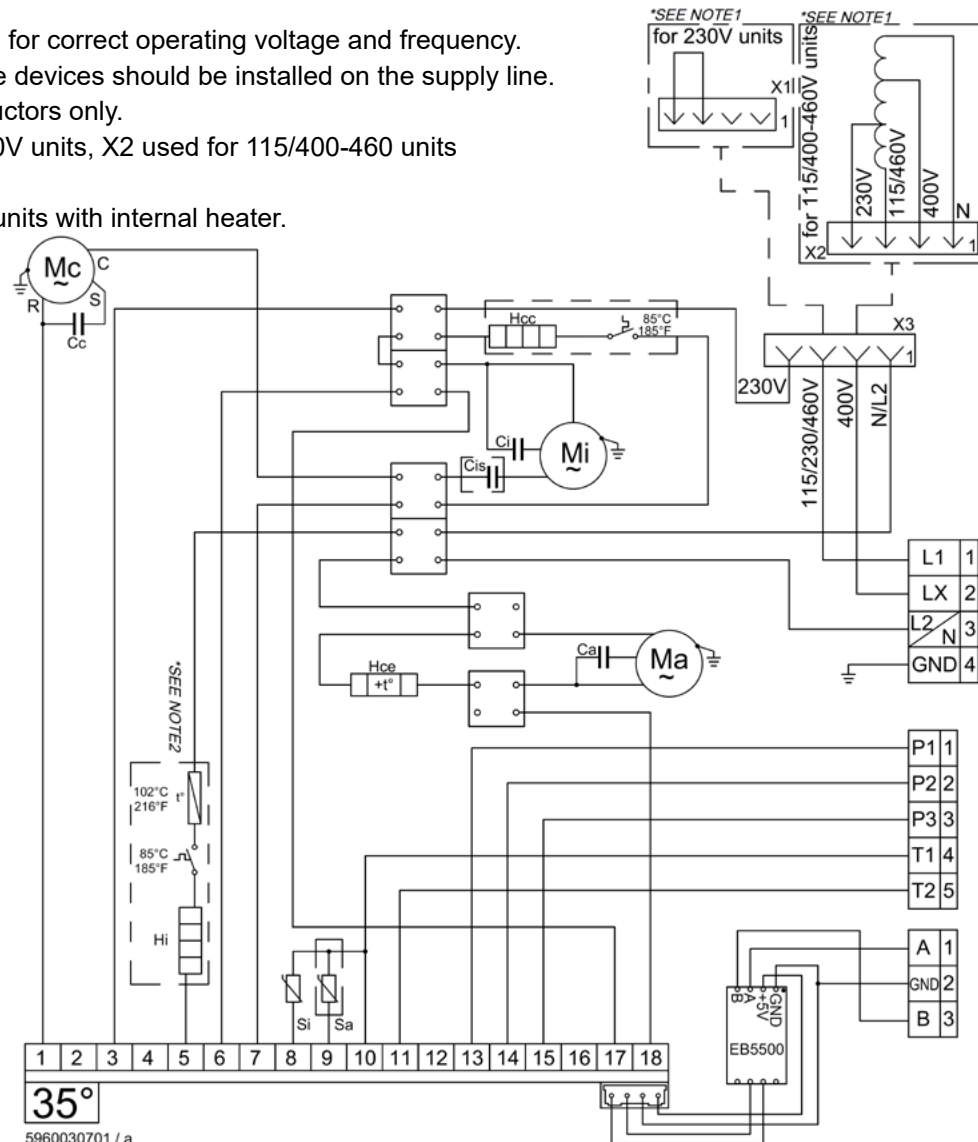 for correct operating voltage and frequency.
e devices should be installed on the supply line.
uctors only.
0V units, X2 used for 115/400-460 units
units with internal heater.
*SEE NOTE1
for 230V units
X1
1
*SEE NOTE1
for 115/400-460V units
230V
115/460V
400V
N
X2
1
Mc
~
C
R
S
Cc
Hcc
85°C
185°F
X3
1
230V
115/230/460V
400V
N/L2
Ci
Mi
~
Cis
L1 1
LX 2
L2/N 3
GND 4
Ca
Ma
~
Hce
+t°
*SEE NOTE2
102°C
216°F
t°
85°C
185°F
Hi
P1 1
P2 2
P3 3
T1 4
T2 5
Si
Sa
A 1
GND 2
B 3
B A +5V GND
EB5500
1 2 3 4 5 6 7 8 9 10 11 12 13 14 15 16 17 18
35°
5960030701 / a